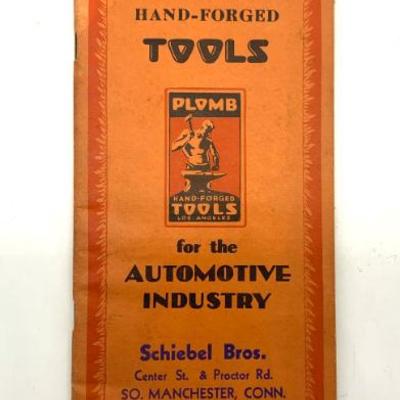 HAND-FORGED
TOOLS
PLOMB
HAND-FORGED
TOOLS
LOS ANGELES
for the
AUTOMOTIVE
INDUSTRY
Schiebel Bros.
Center St. & Proctor Rd.
SO. MANCHESTER, CONN.